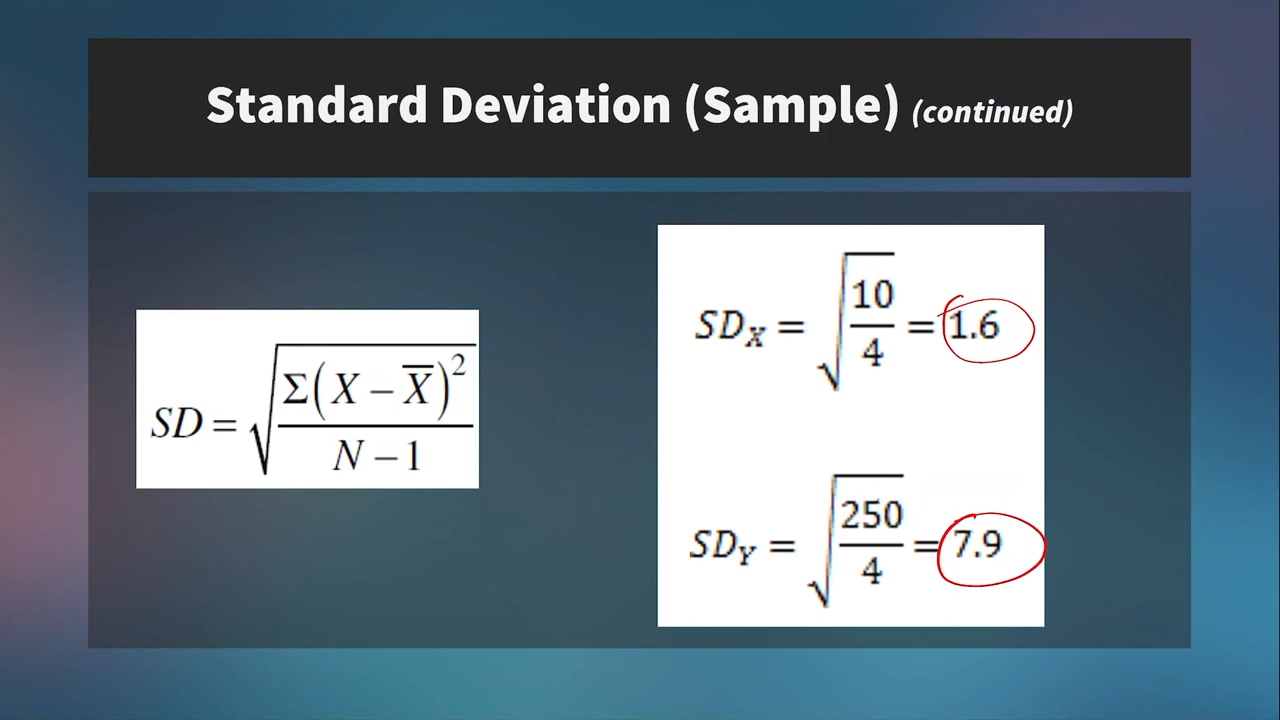 Standard Deviation (Sample) (continued)
SD = √(Σ(X − X̅)² / (N − 1))
SD_X = √(10/4) = 1.6
SD_Y = √(250/4) = 7.9